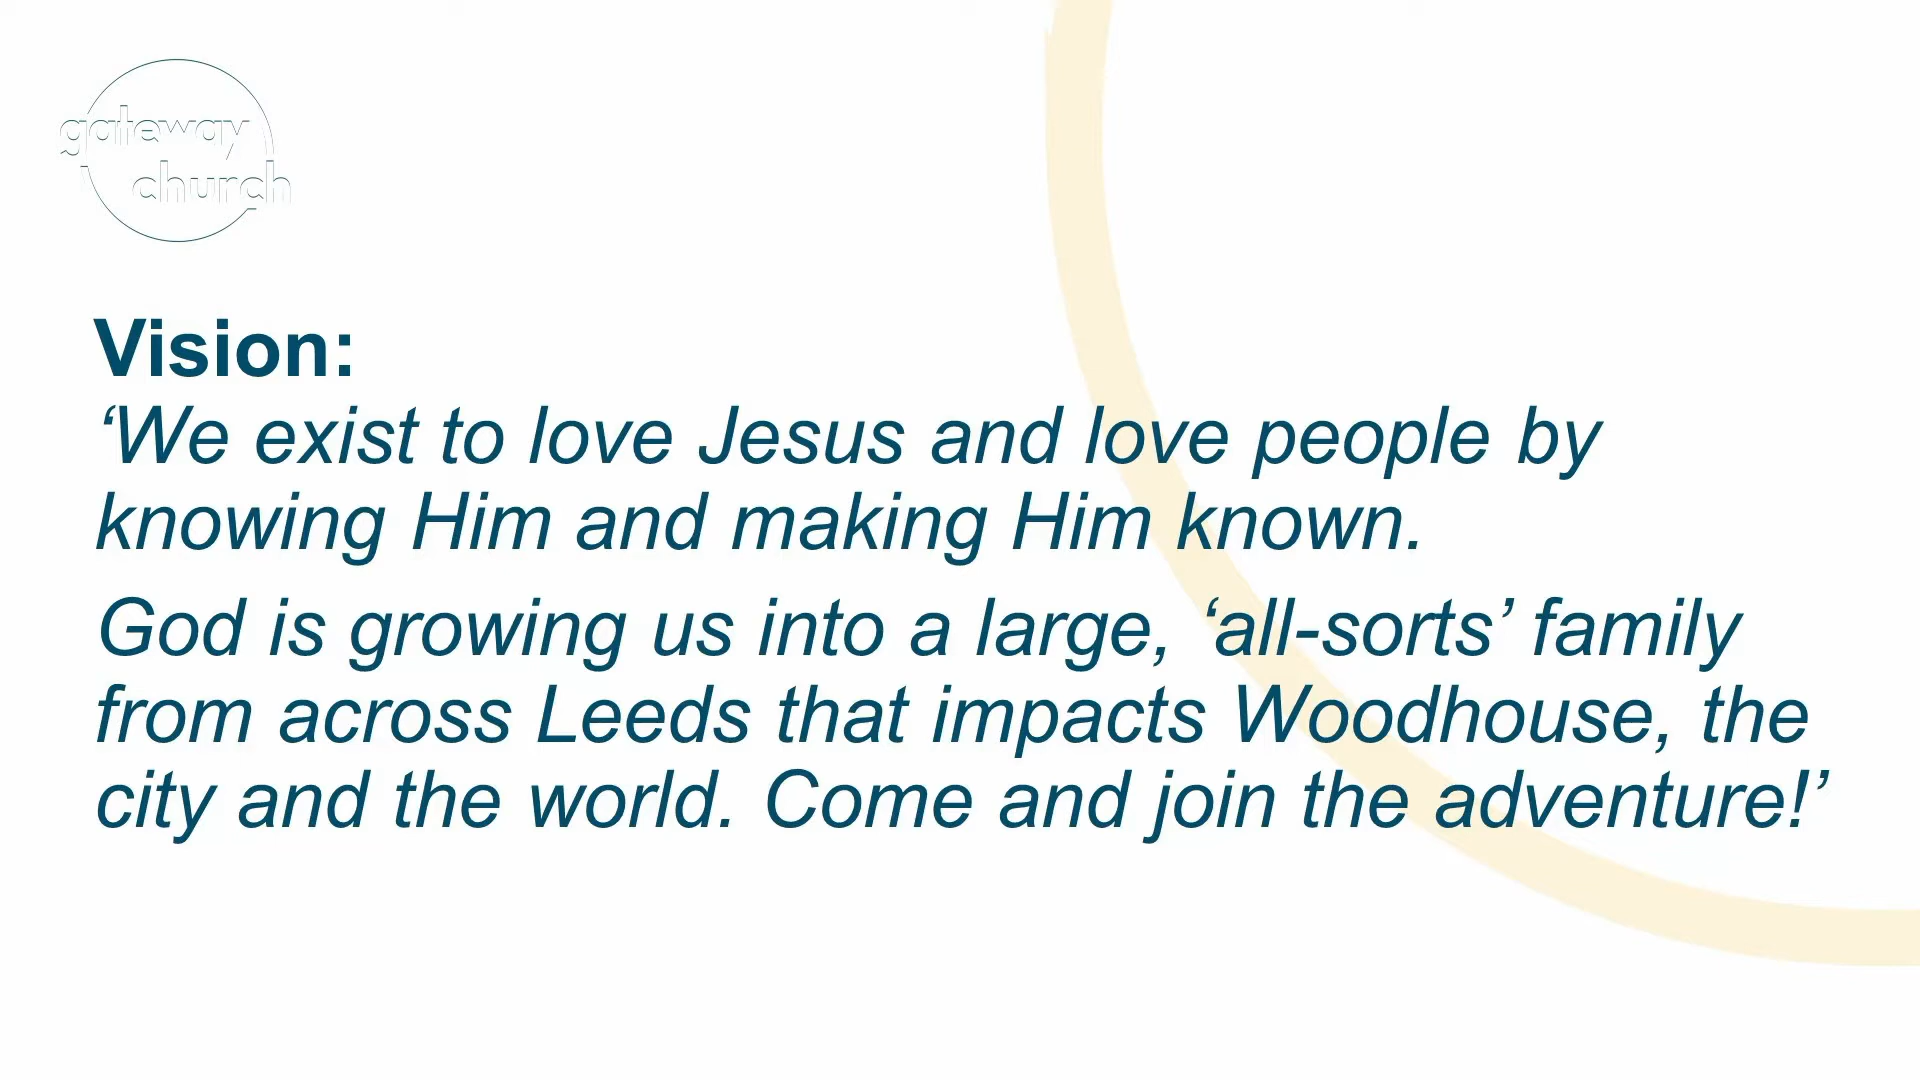 gateway
church
Vision:
‘We exist to love Jesus and love people by
knowing Him and making Him known.
God is growing us into a large, ‘all-sorts’ family
from across Leeds that impacts Woodhouse, the
city and the world. Come and join the adventure!’